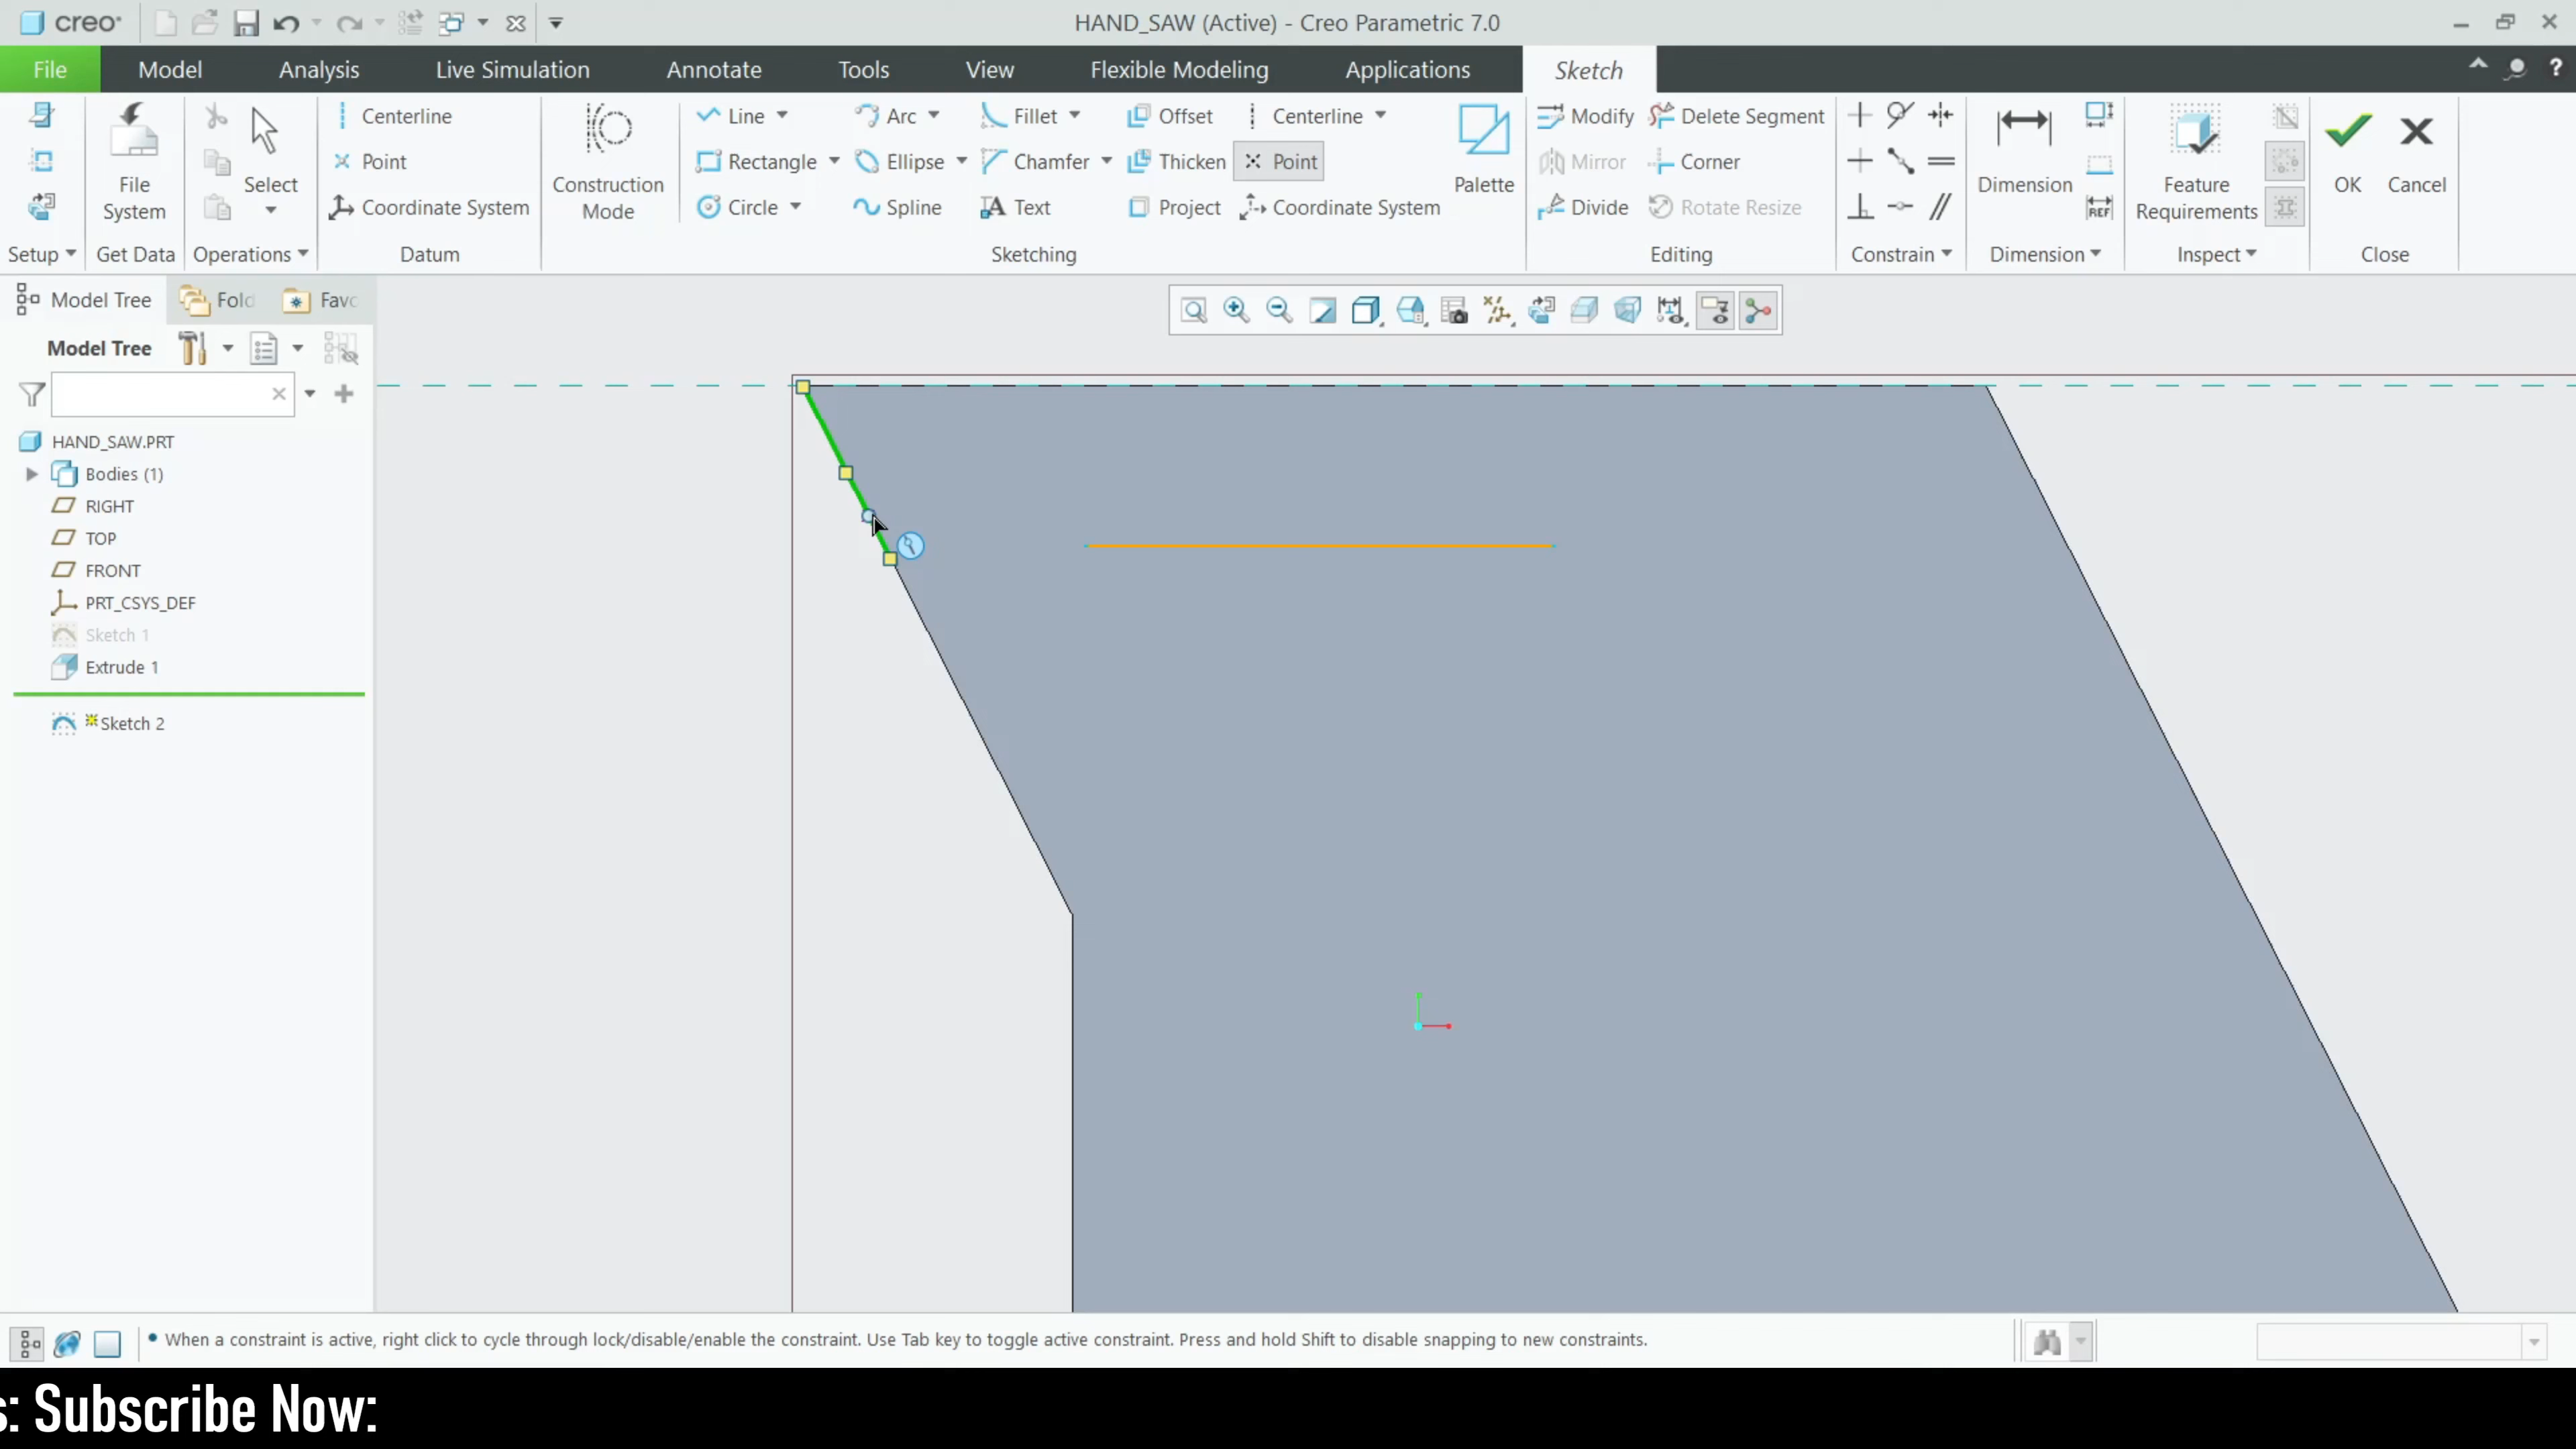 creo
HAND_SAW (Active) - Creo Parametric 7.0
File Model Analysis Live Simulation Annotate Tools View Flexible Modeling Applications Sketch
Centerline Line Arc Fillet Offset Centerline Modify Delete Segment
Point Rectangle Ellipse Chamfer Thicken Point Mirror Corner
File System Select Coordinate System Construction Mode Circle Spline Text Project Coordinate System Palette Divide Rotate Resize Dimension REF Feature Requirements OK Cancel
Setup Get Data Operations Datum Sketching Editing Constrain Dimension Inspect Close
Model Tree Fold Favo
Model Tree
HAND_SAW.PRT
Bodies (1)
RIGHT
TOP
FRONT
PRT_CSYS_DEF
Sketch 1
Extrude 1
Sketch 2
When a constraint is active, right click to cycle through lock/disable/enable the constraint. Use Tab key to toggle active constraint. Press and hold Shift to disable snapping to new constraints.
s: Subscribe Now: